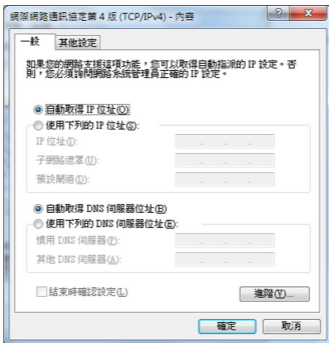 網際網路通訊協定第 4 版 (TCP/IPv4) - 內容
一般
其他設定
如果您的網路支援這項功能，您可以取得自動指派的 IP 設定。否
則，您必須詢問網路系統管理員正確的 IP 設定。
自動取得 IP 位址(O)
使用下列的 IP 位址(S):
IP 位址(I):
子網路遮罩(U):
預設閘道(D):
自動取得 DNS 伺服器位址(B)
使用下列的 DNS 伺服器位址(E):
慣用 DNS 伺服器(P):
其他 DNS 伺服器(A):
結束時確認設定(L)
進階(V)...
確定
取消